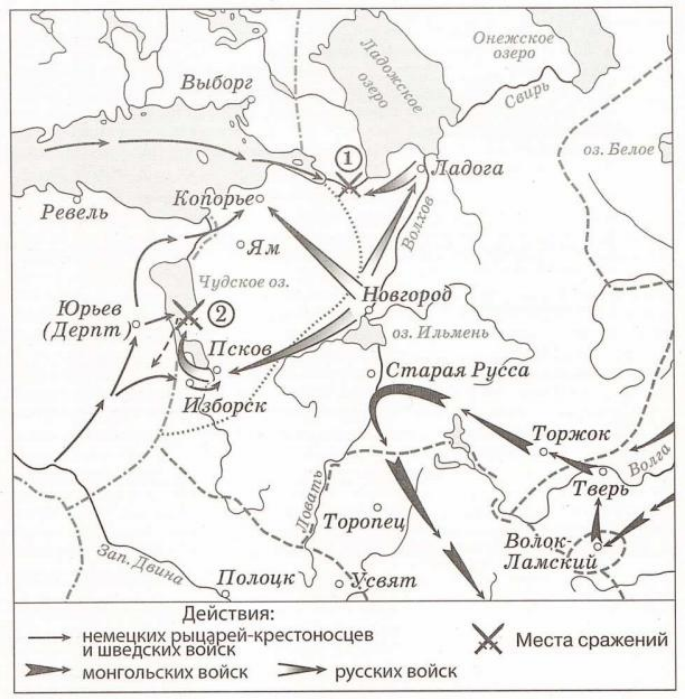 Онежское
озеро
Ладожское
озеро
Свирь
Выборг
оз. Белое
1
Ладога
Ревель
Копорье
Волхов
Ям
Чудское оз.
Новгород
Юрьев
(Дерпт)
2
оз. Ильмень
Псков
Старая Русса
Изборск
Торжок
Волга
Тверь
Ловать
Торопец
Волок-
Ламский
Зап. Двина
Полоцк
Усвят
Действия:
немецких рыцарей-крестоносцев
и шведских войск
Места сражений
монгольских войск
русских войск